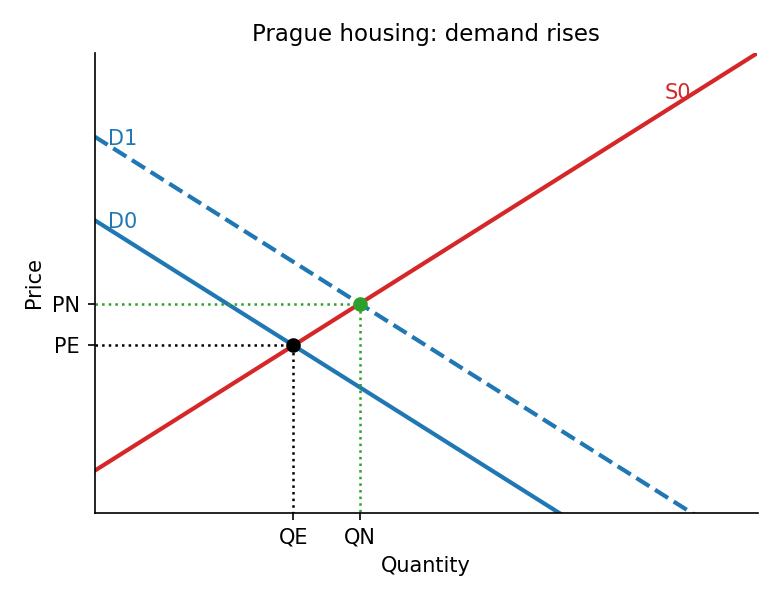 Prague housing: demand rises
S0
D1
D0
Price
PN
PE
QE QN
Quantity